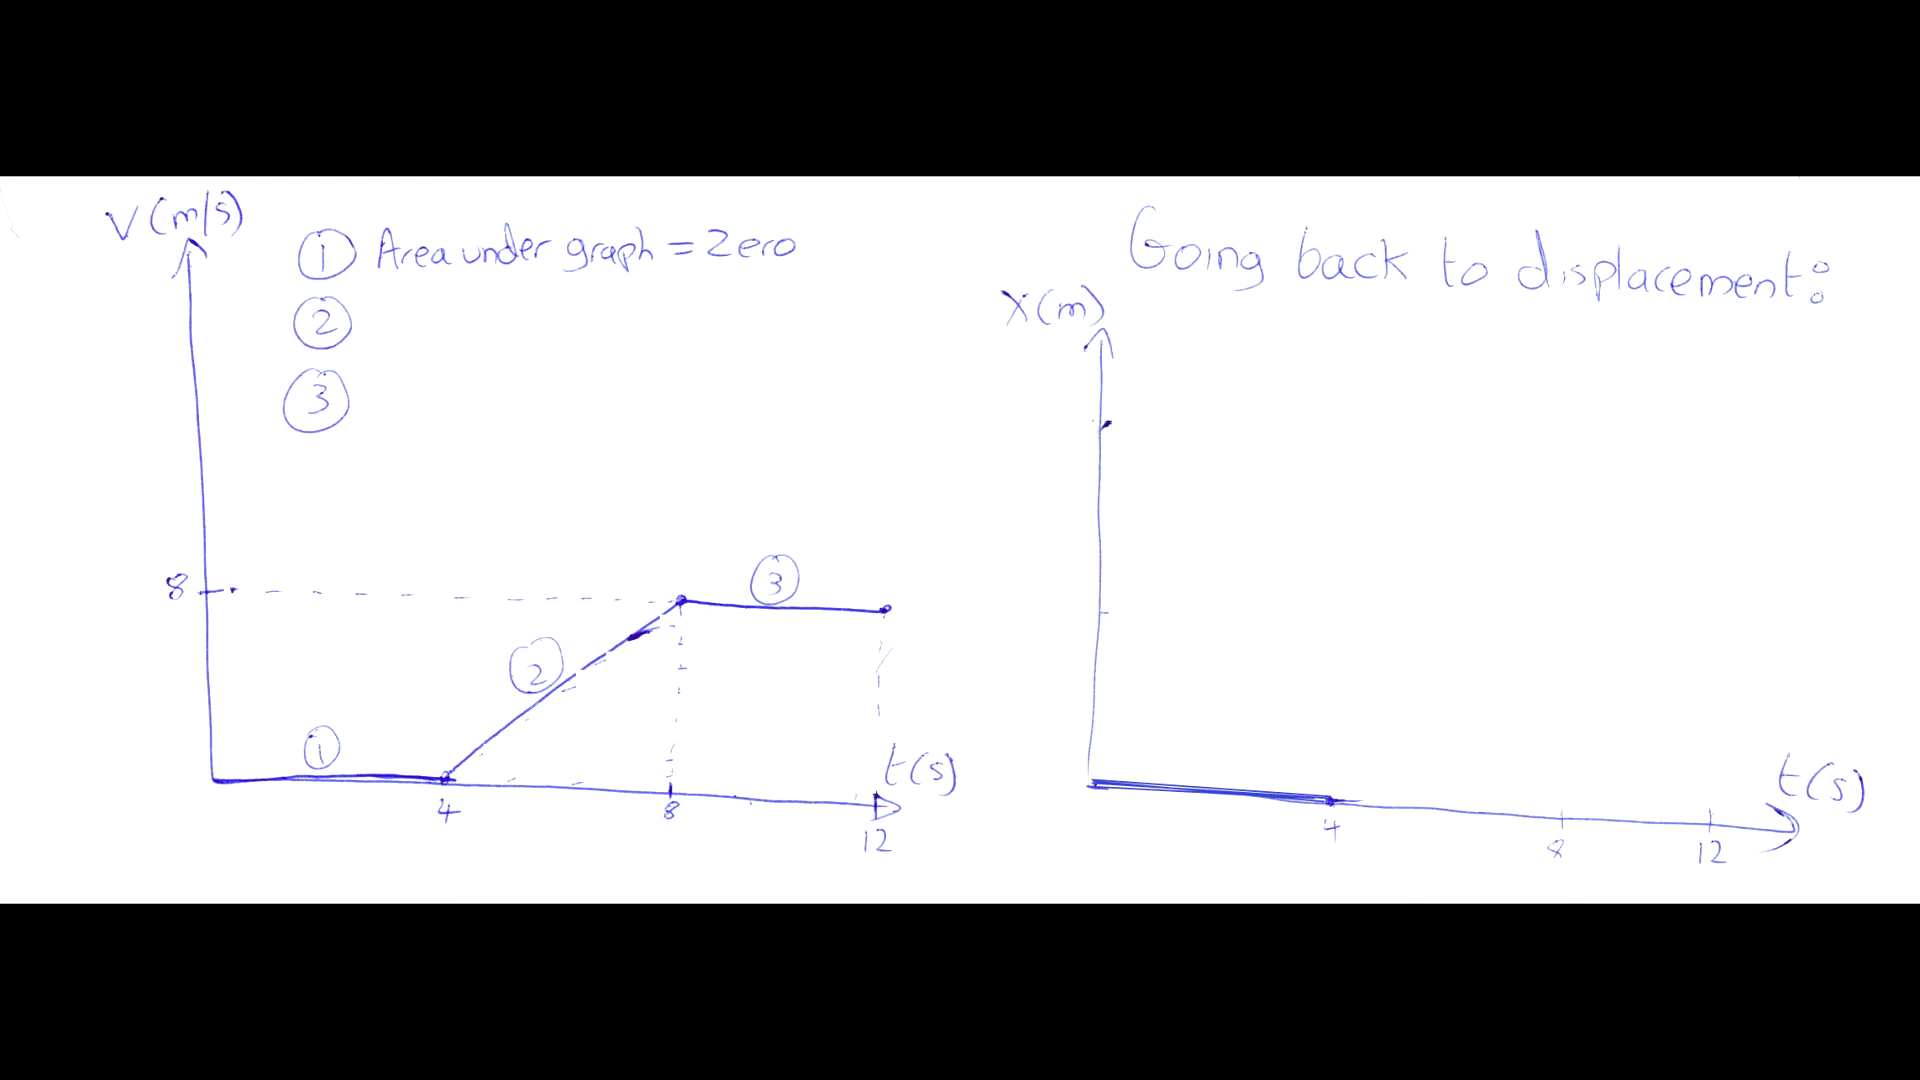 V (m/s)
① Area under graph = Zero
②
③
8
③
②
①
t(s)
4
8
12
Going back to displacement:
X(m)
t(s)
4
8
12